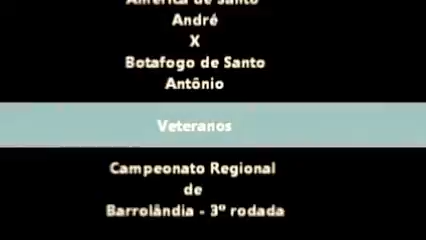 América de Santo
André
X
Botafogo de Santo
Antônio
Veteranos
Campeonato Regional
de
Barrolândia - 3º rodada